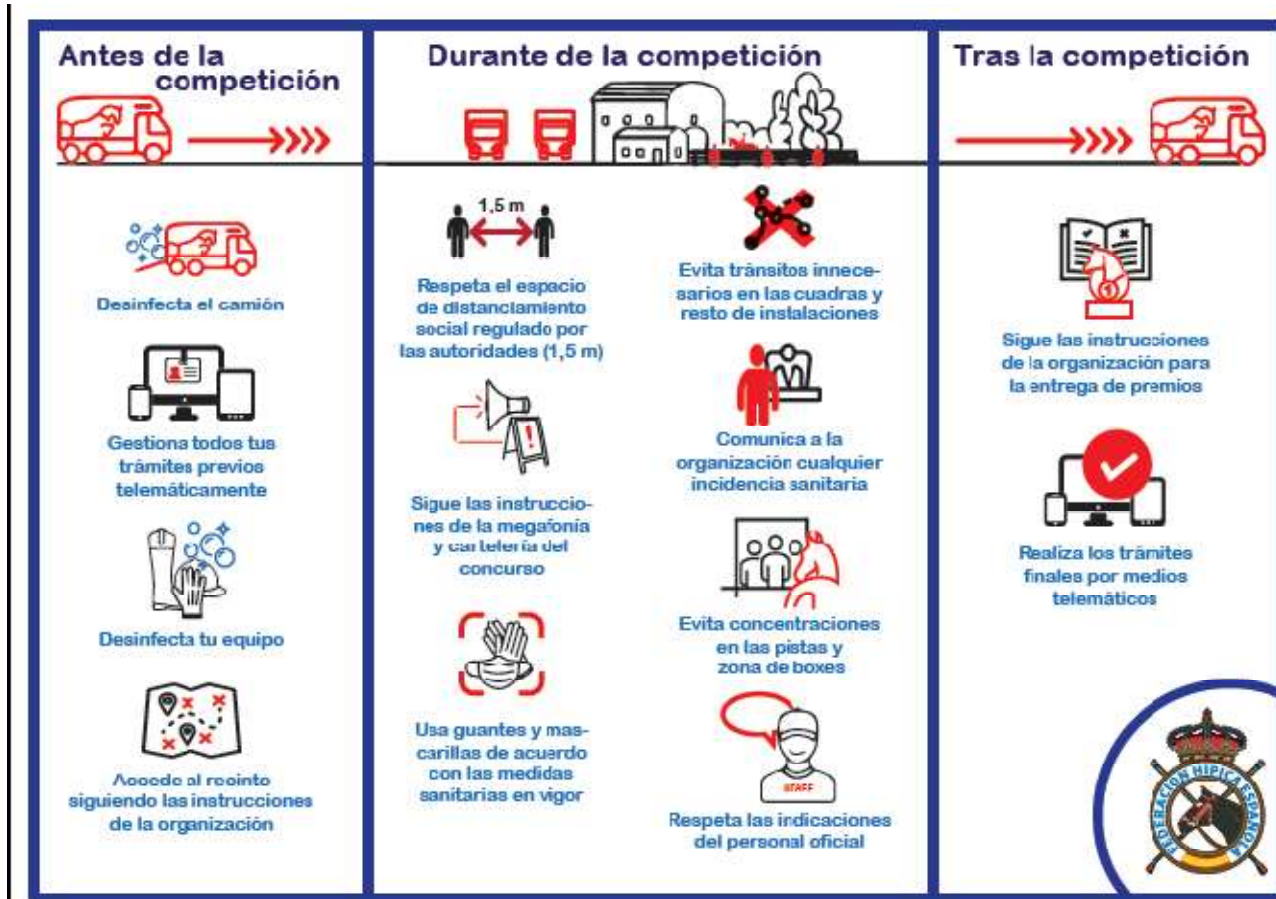 Antes de la
competición
Desinfecta el camión
Gestiona todos tus
trámites previos
telemáticamente
Desinfecta tu equipo
Accede al recinto
siguiendo las instrucciones
de la organización
Durante de la competición
1,5 m
Respeta el espacio
de distanciamiento
social regulado por
las autoridades (1,5 m)
Sigue las instruccio-
nes de la megafonía
y cartelería del
concurso
Usa guantes y mas-
carillas de acuerdo
con las medidas
sanitarias en vigor
Evita tránsitos innece-
sarios en las cuadras y
resto de instalaciones
Comunica a la
organización cualquier
incidencia sanitaria
Evita concentraciones
en las pistas y
zona de boxes
STAFF
Respeta las indicaciones
del personal oficial
Tras la competición
1
Sigue las instrucciones
de la organización para
la entrega de premios
Realiza los trámites
finales por medios
telemáticos
FEDERACION HIPICA ESPAÑOLA